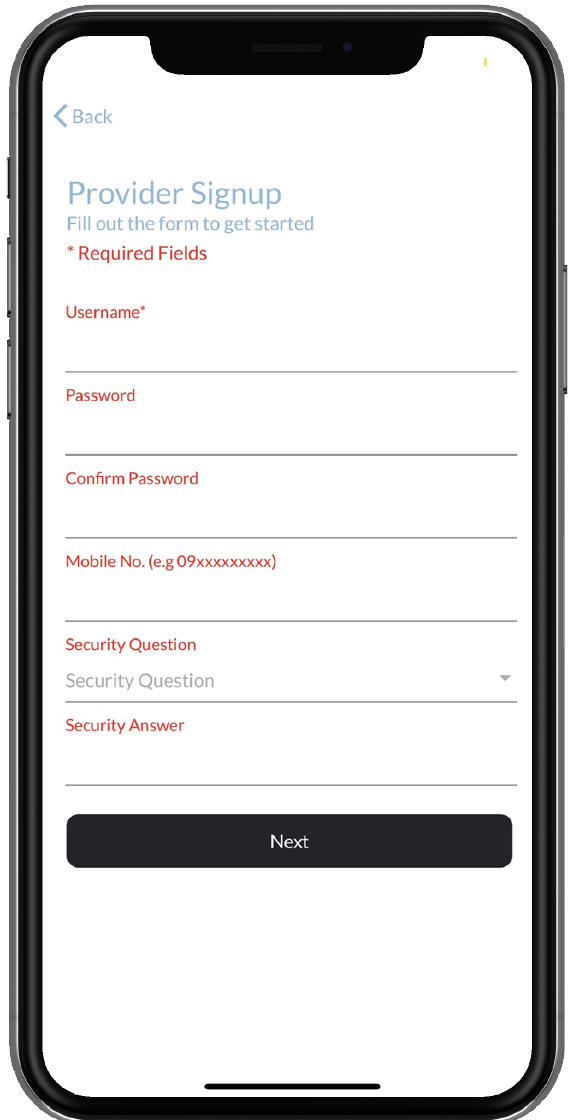 Back
Provider Signup
Fill out the form to get started
* Required Fields
Username*
Password
Confirm Password
Mobile No. (e.g 09xxxxxxxxx)
Security Question
Security Question
Security Answer
Next